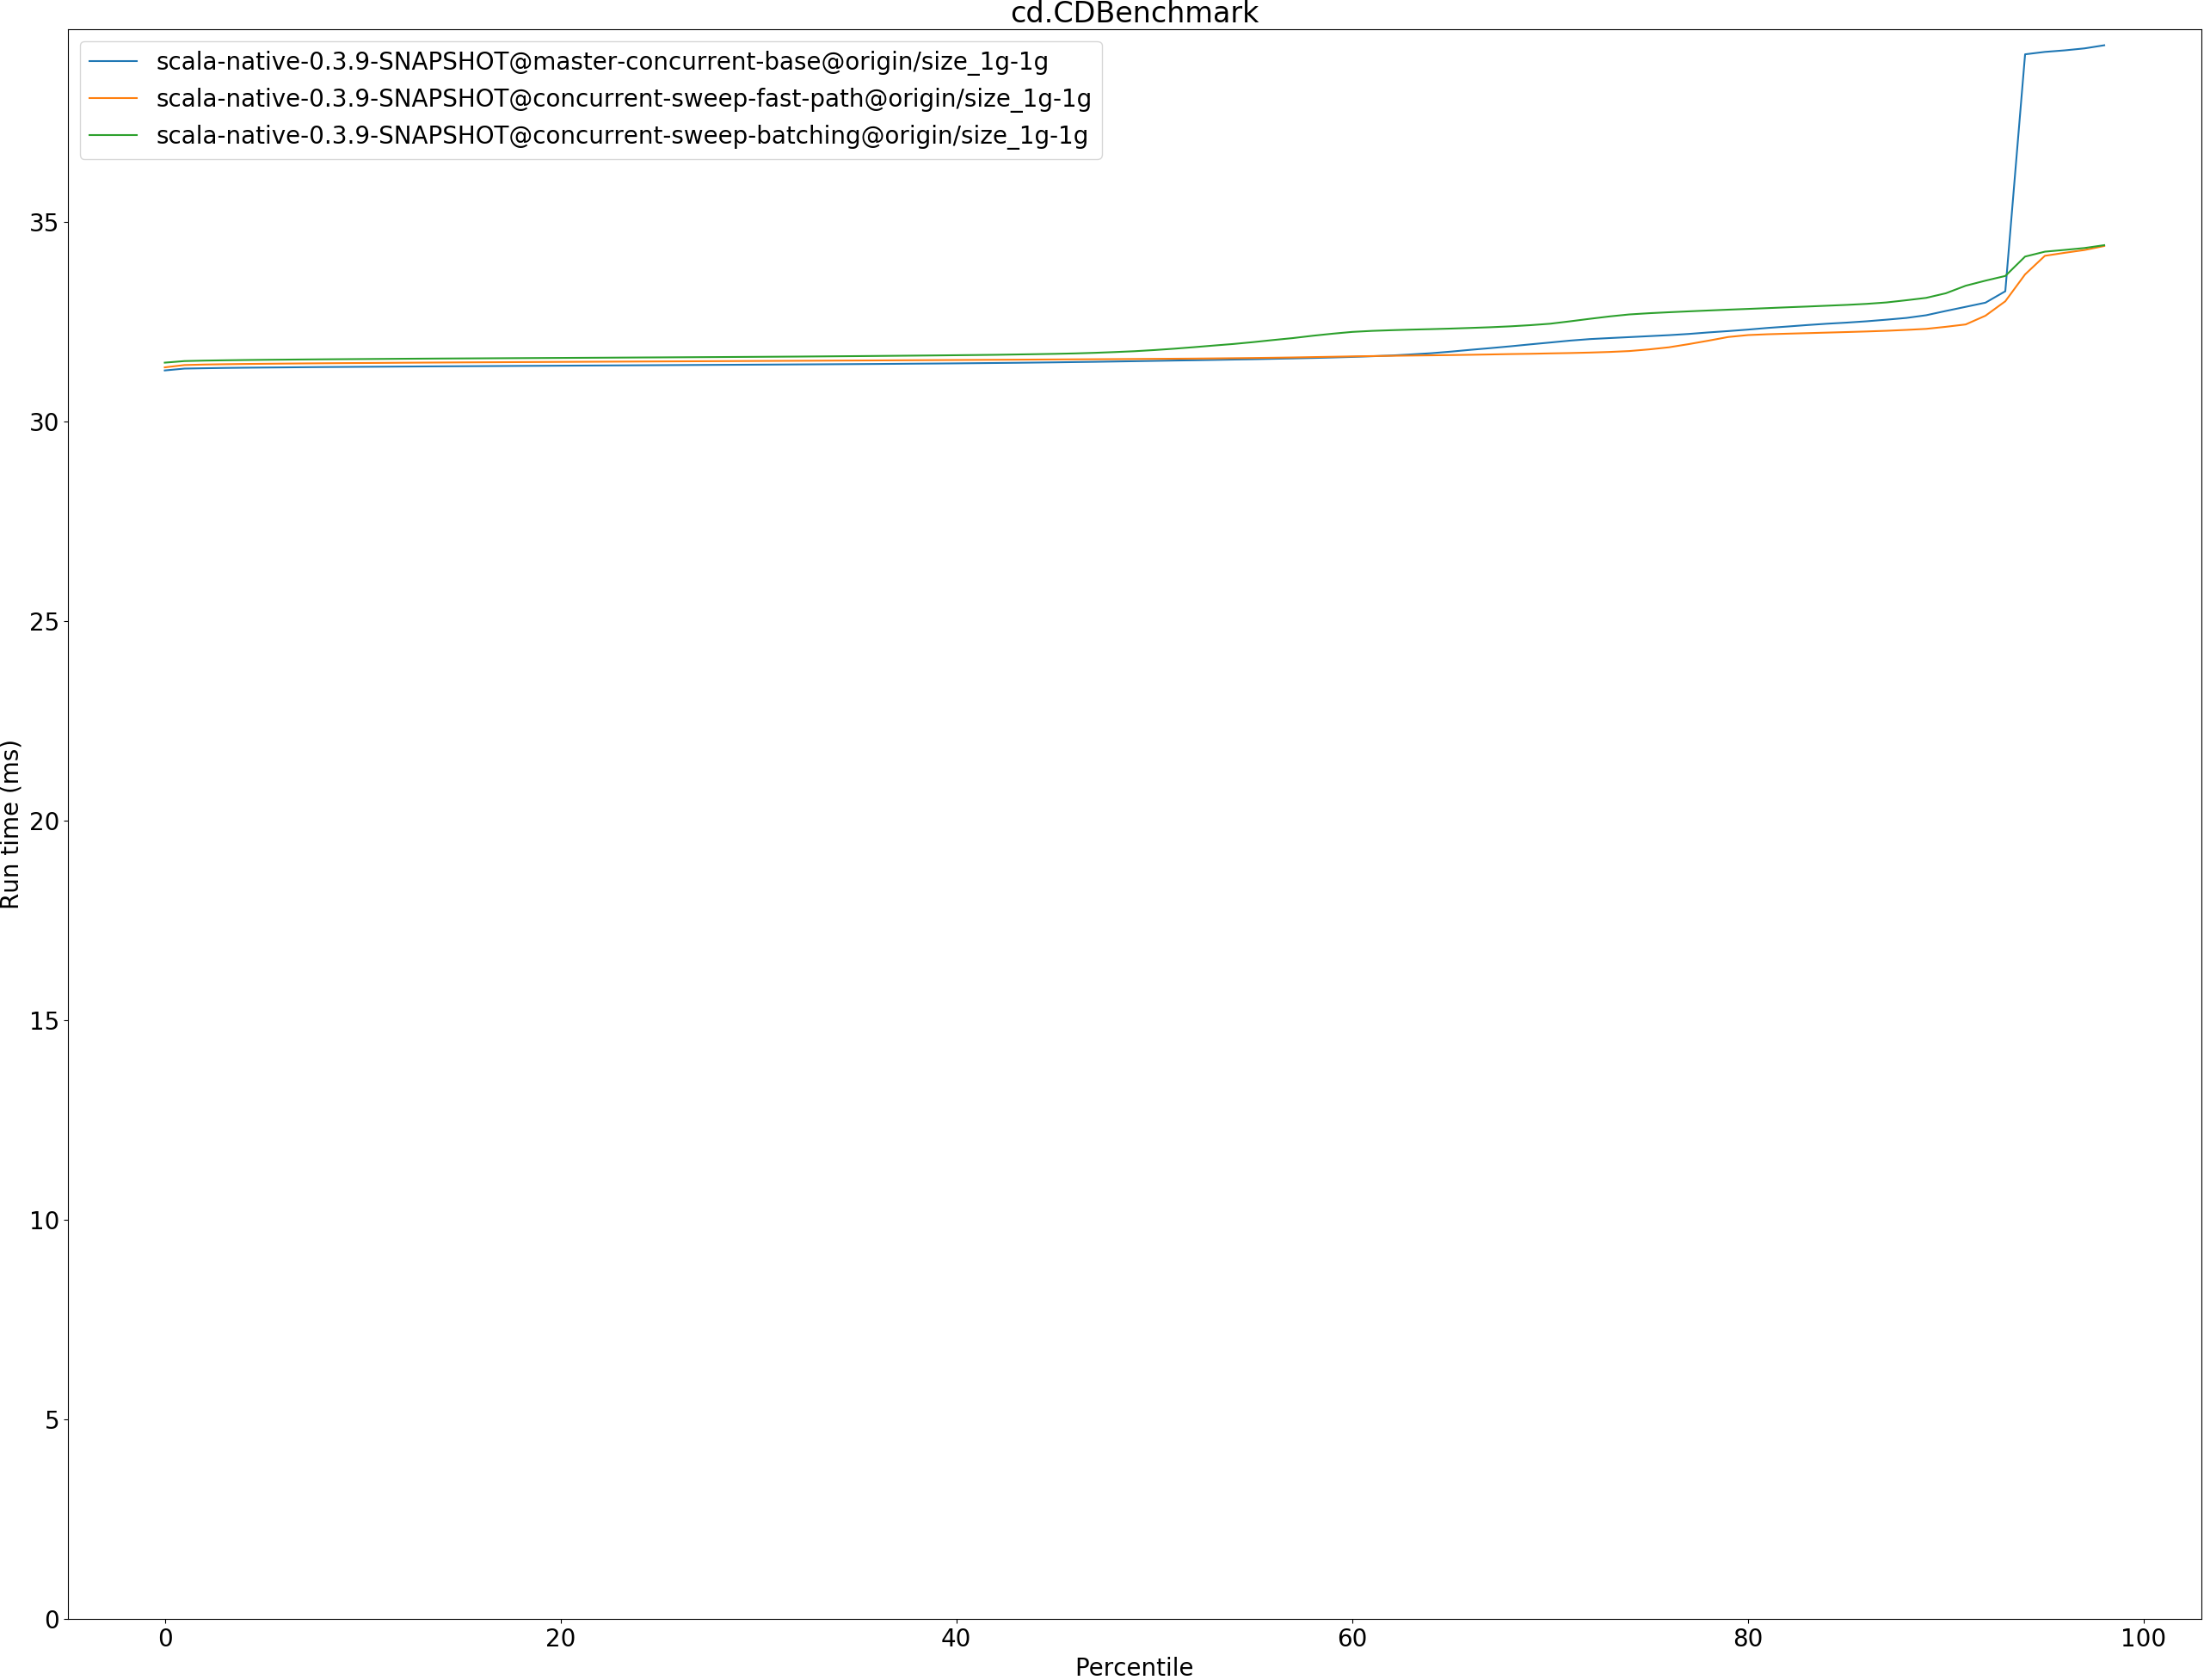 cd.CDBenchmark
scala-native-0.3.9-SNAPSHOT@master-concurrent-base@origin/size_1g-1g
scala-native-0.3.9-SNAPSHOT@concurrent-sweep-fast-path@origin/size_1g-1g
scala-native-0.3.9-SNAPSHOT@concurrent-sweep-batching@origin/size_1g-1g
35
30
25
20
15
10
5
0
Run time (ms)
0 20 40 60 80 100
Percentile